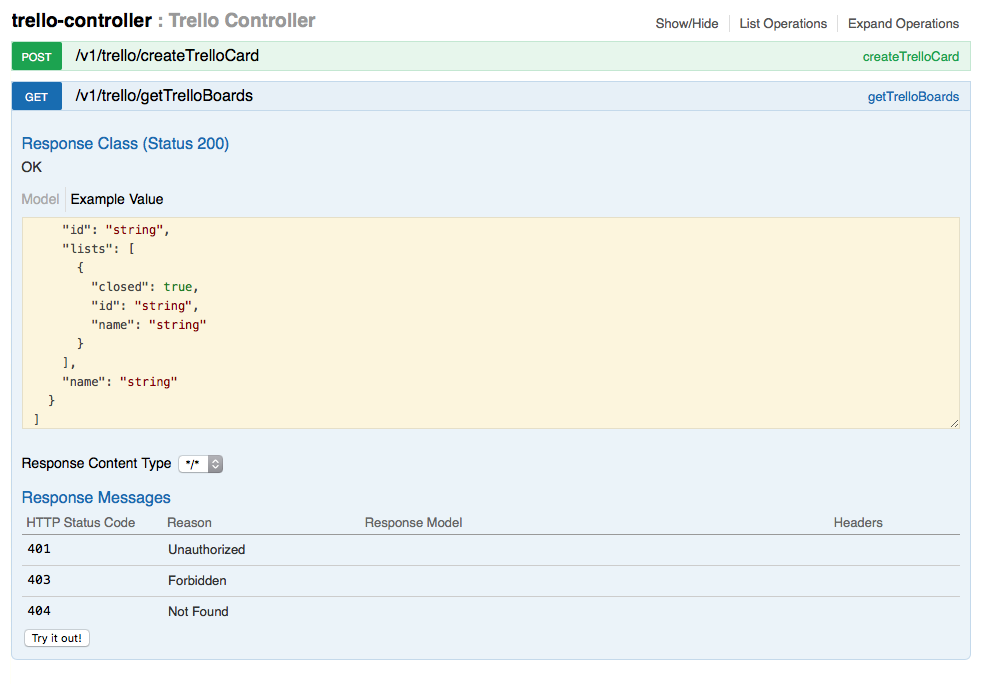 trello-controller : Trello Controller
Show/Hide List Operations Expand Operations
POST /v1/trello/createTrelloCard createTrelloCard
GET /v1/trello/getTrelloBoards getTrelloBoards
Response Class (Status 200)
OK
Model Example Value
"id": "string",
"lists": [
{
"closed": true,
"id": "string",
"name": "string"
}
],
"name": "string"
}
]
Response Content Type */*
Response Messages
HTTP Status Code Reason Response Model Headers
401 Unauthorized
403 Forbidden
404 Not Found
Try it out!